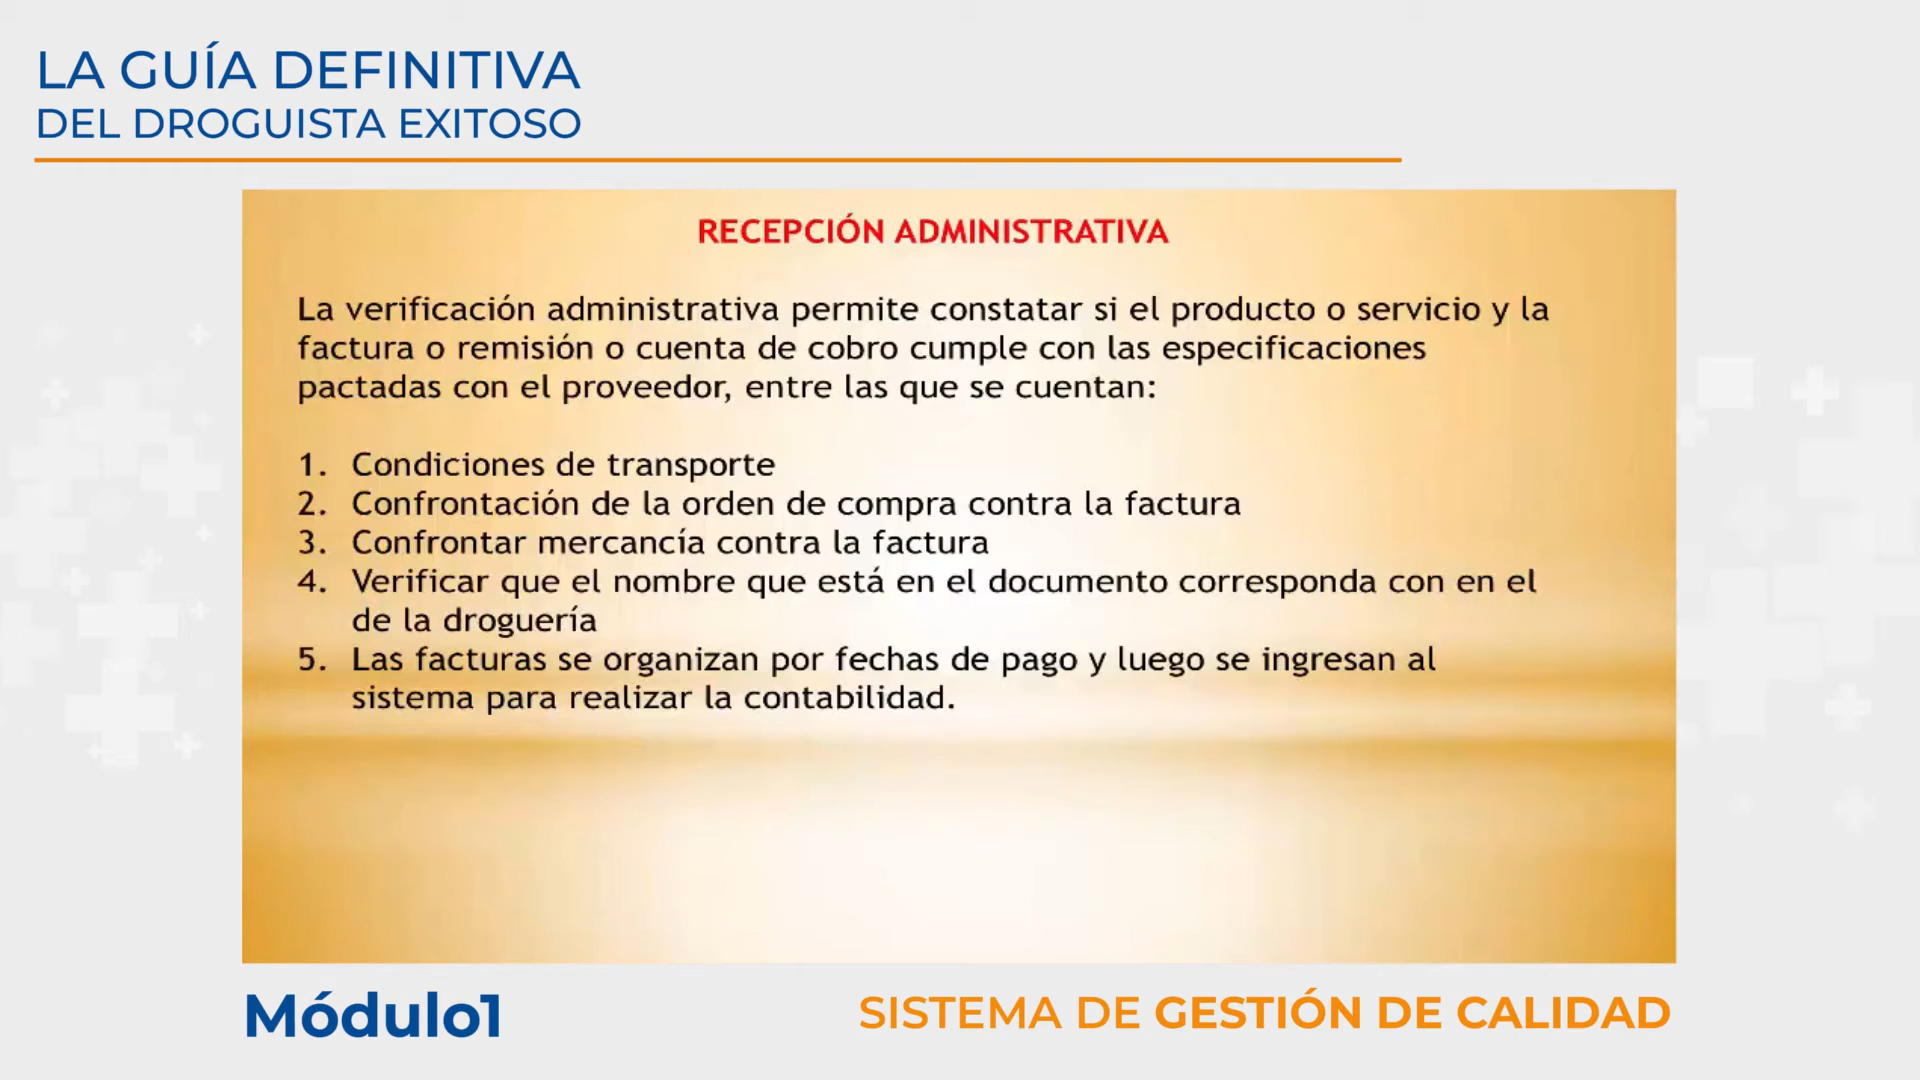 LA GUÍA DEFINITIVA
DEL DROGUISTA EXITOSO
RECEPCIÓN ADMINISTRATIVA
La verificación administrativa permite constatar si el producto o servicio y la
factura o remisión o cuenta de cobro cumple con las especificaciones
pactadas con el proveedor, entre las que se cuentan:
1. Condiciones de transporte
2. Confrontación de la orden de compra contra la factura
3. Confrontar mercancía contra la factura
4. Verificar que el nombre que está en el documento corresponda con en el
de la droguería
5. Las facturas se organizan por fechas de pago y luego se ingresan al
sistema para realizar la contabilidad.
Módulo1
SISTEMA DE GESTIÓN DE CALIDAD